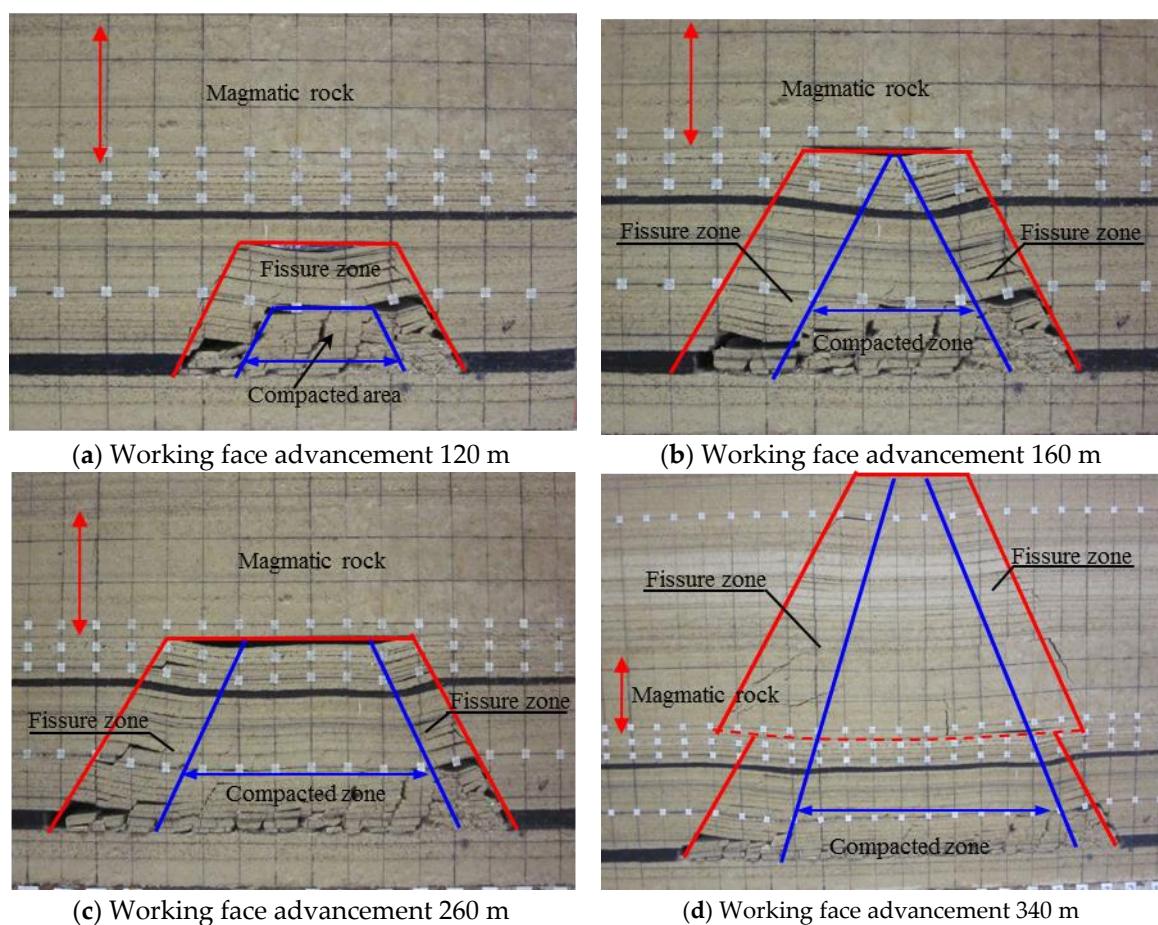 Magmatic rock
Fissure zone
Compacted area
(a) Working face advancement 120 m
Magmatic rock
Fissure zone
Fissure zone
Compacted zone
(b) Working face advancement 160 m
Magmatic rock
Fissure zone
Fissure zone
Compacted zone
(c) Working face advancement 260 m
Fissure zone
Fissure zone
Magmatic rock
Compacted zone
(d) Working face advancement 340 m